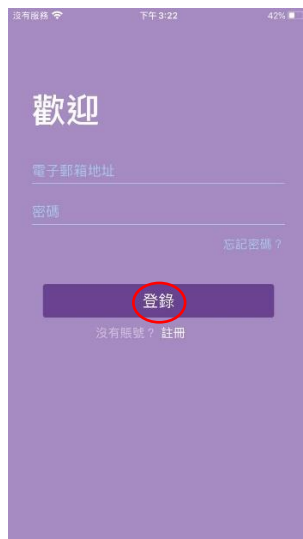 沒有服務 下午 3:22 42%
歡迎
電子郵箱地址
密碼
忘記密碼？
登錄
沒有賬號？ 註冊